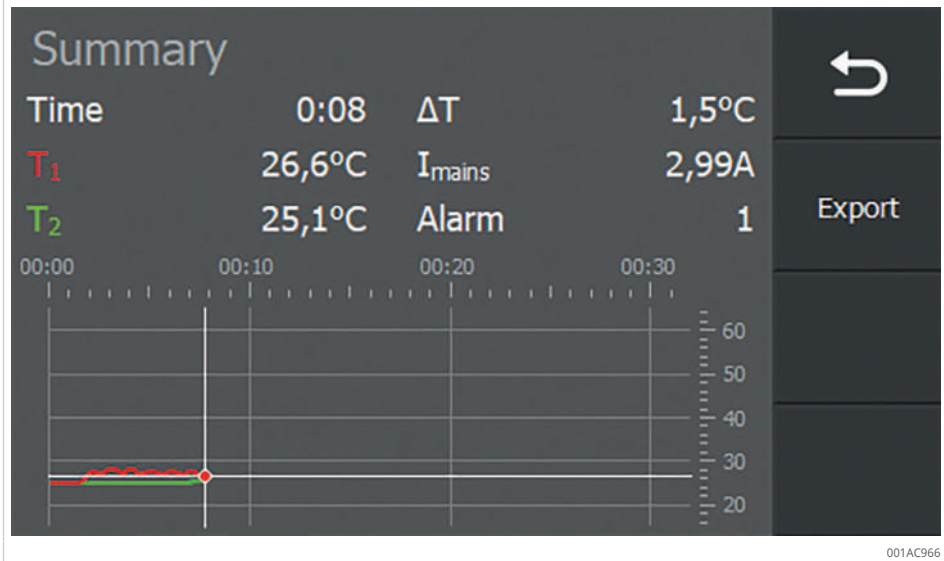 Summary
Time 0:08 ΔT 1,5°C
T₁ 26,6°C Imains 2,99A
T₂ 25,1°C Alarm 1
Export
00:00 00:10 00:20 00:30
60
50
40
30
20
001AC966